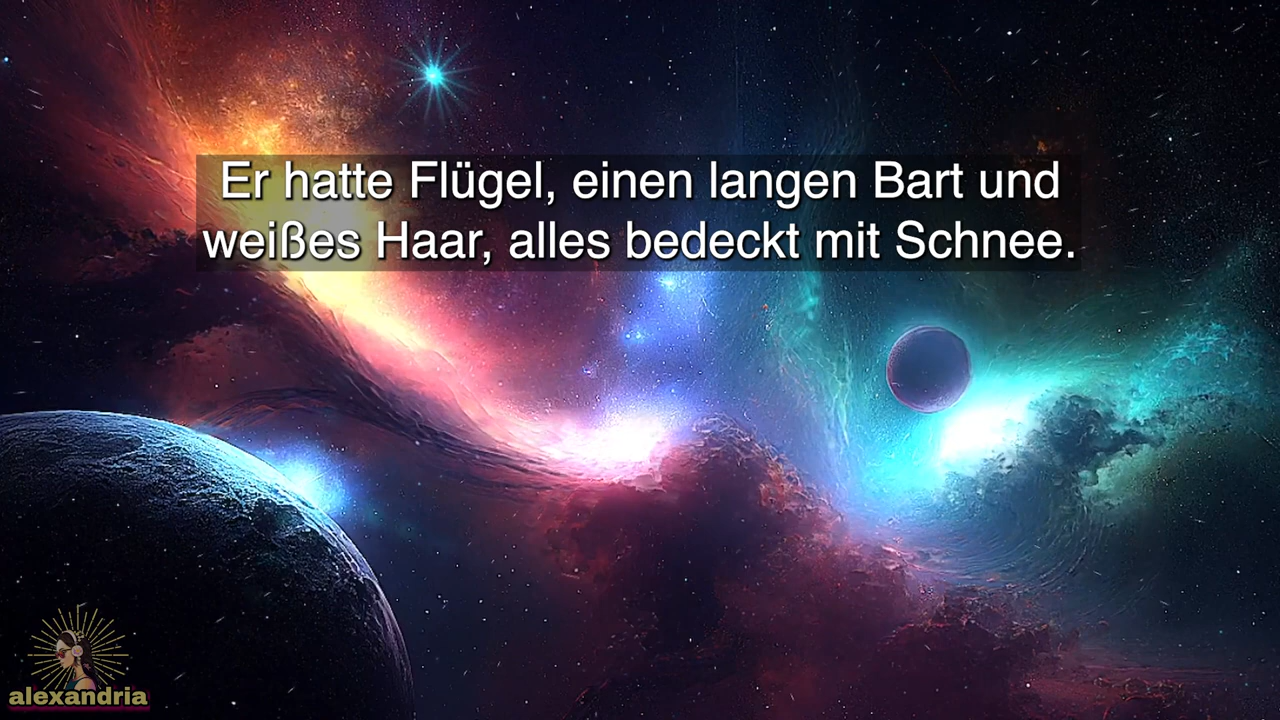 Er hatte Flügel, einen langen Bart und
weißes Haar, alles bedeckt mit Schnee.
alexandria